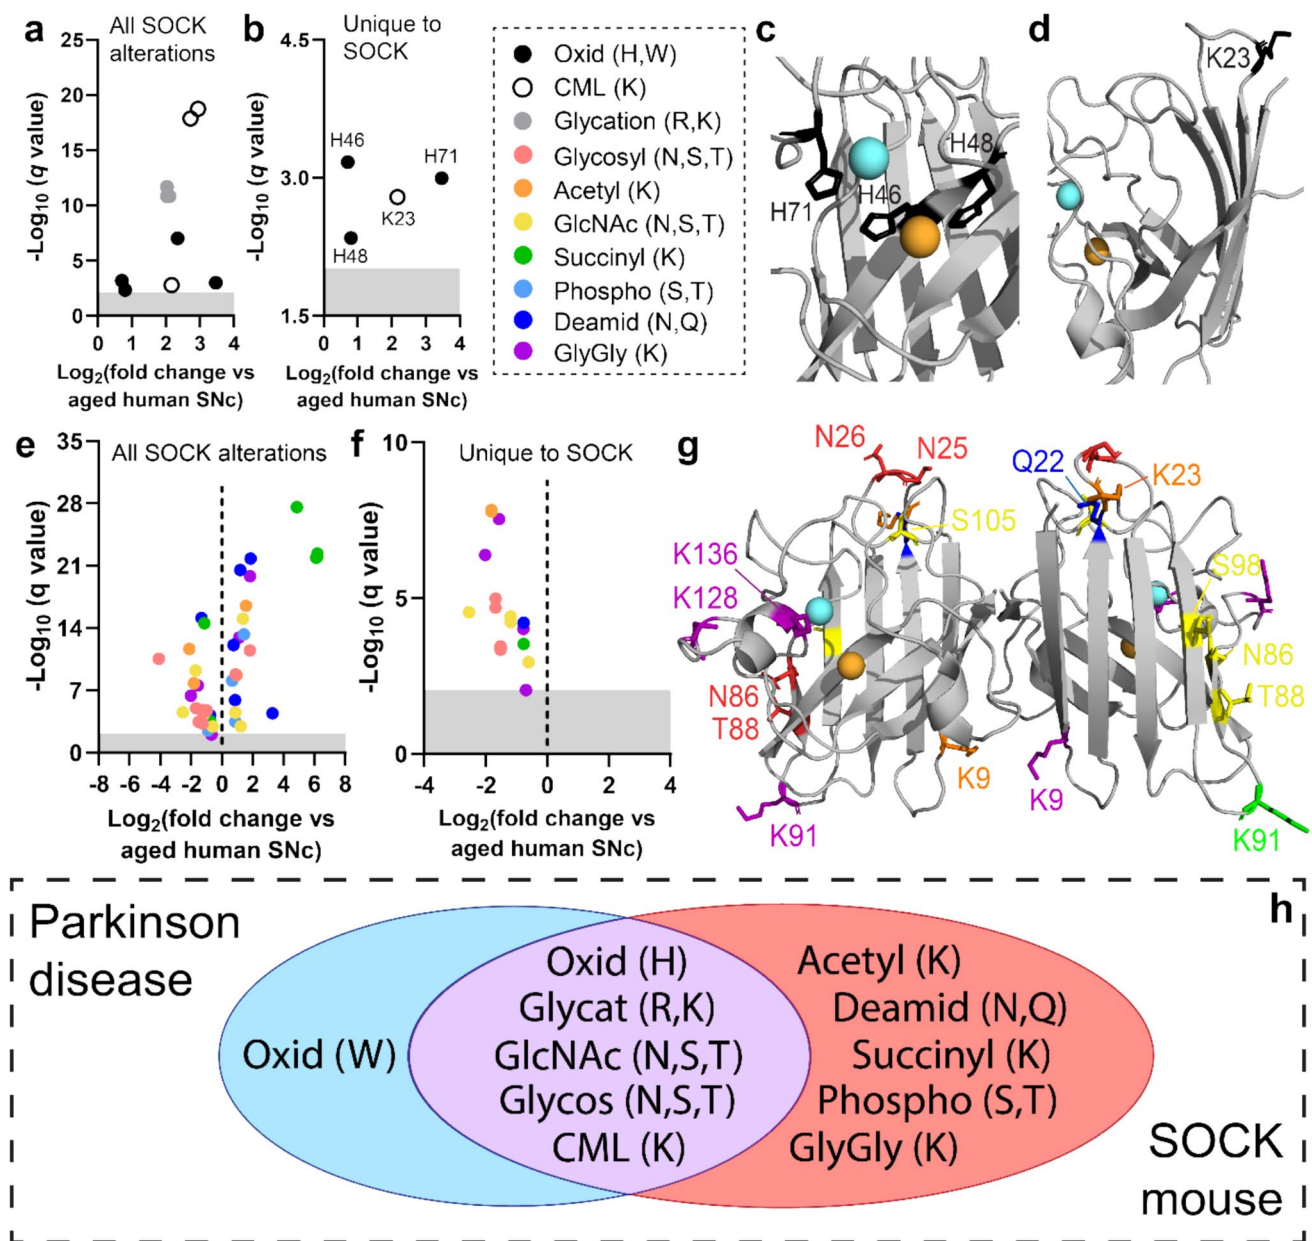 a
All SOCK
alterations
25
20
15
10
5
0
-Log10 (q value)
0 1 2 3 4
Log2(fold change vs
aged human SNc)
b
Unique to
SOCK
4.5
3.0
1.5
-Log10 (q value)
H46
H71
K23
H48
0 1 2 3 4
Log2(fold change vs
aged human SNc)
Oxid (H,W)
CML (K)
Glycation (R,K)
Glycosyl (N,S,T)
Acetyl (K)
GlcNAc (N,S,T)
Succinyl (K)
Phospho (S,T)
Deamid (N,Q)
GlyGly (K)
c
H48
H46
H71
d
K23
e
All SOCK alterations
35
28
21
14
7
0
-Log10 (q value)
-8 -6 -4 -2 0 2 4 6 8
Log2(fold change vs
aged human SNc)
f
Unique to SOCK
10
5
0
-Log10 (q value)
-4 -2 0 2 4
Log2(fold change vs
aged human SNc)
g
N26
N25
Q22
K23
S105
K136
K128
S98
N86
T88
N86
T88
K9
K9
K91
K91
h
Parkinson
disease
Oxid (W)
Oxid (H)
Glycat (R,K)
GlcNAc (N,S,T)
Glycos (N,S,T)
CML (K)
Acetyl (K)
Deamid (N,Q)
Succinyl (K)
Phospho (S,T)
GlyGly (K)
SOCK
mouse